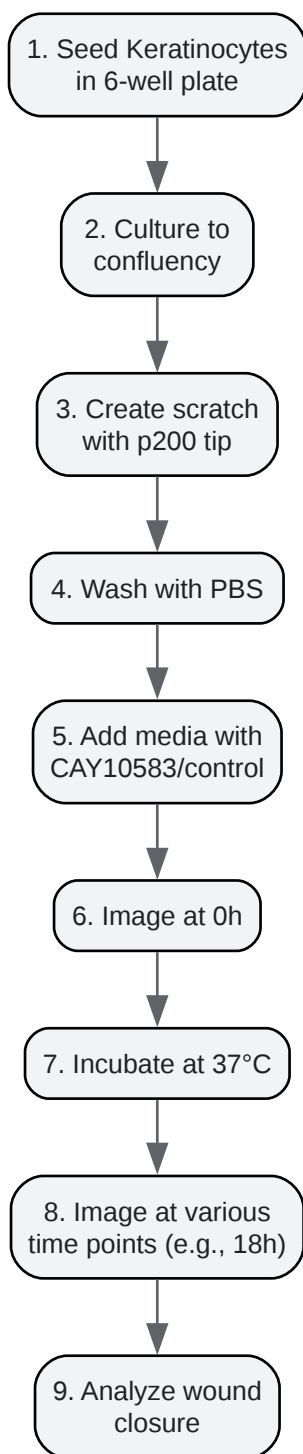 1. Seed Keratinocytes
in 6-well plate
2. Culture to
confluency
3. Create scratch
with p200 tip
4. Wash with PBS
5. Add media with
CAY10583/control
6. Image at 0h
7. Incubate at 37°C
8. Image at various
time points (e.g., 18h)
9. Analyze wound
closure